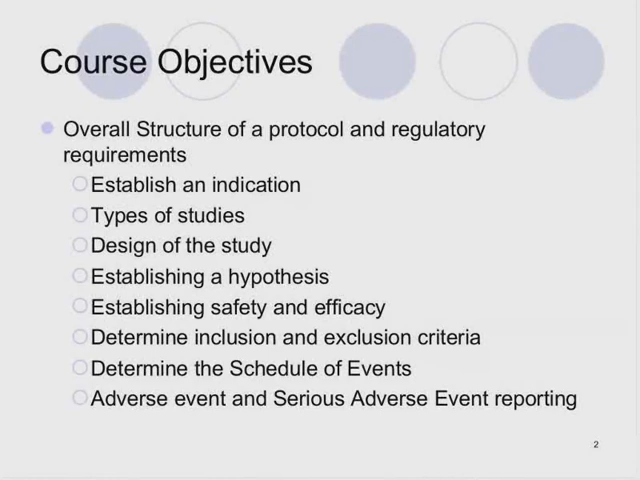 Course Objectives
Overall Structure of a protocol and regulatory
requirements
Establish an indication
Types of studies
Design of the study
Establishing a hypothesis
Establishing safety and efficacy
Determine inclusion and exclusion criteria
Determine the Schedule of Events
Adverse event and Serious Adverse Event reporting
2